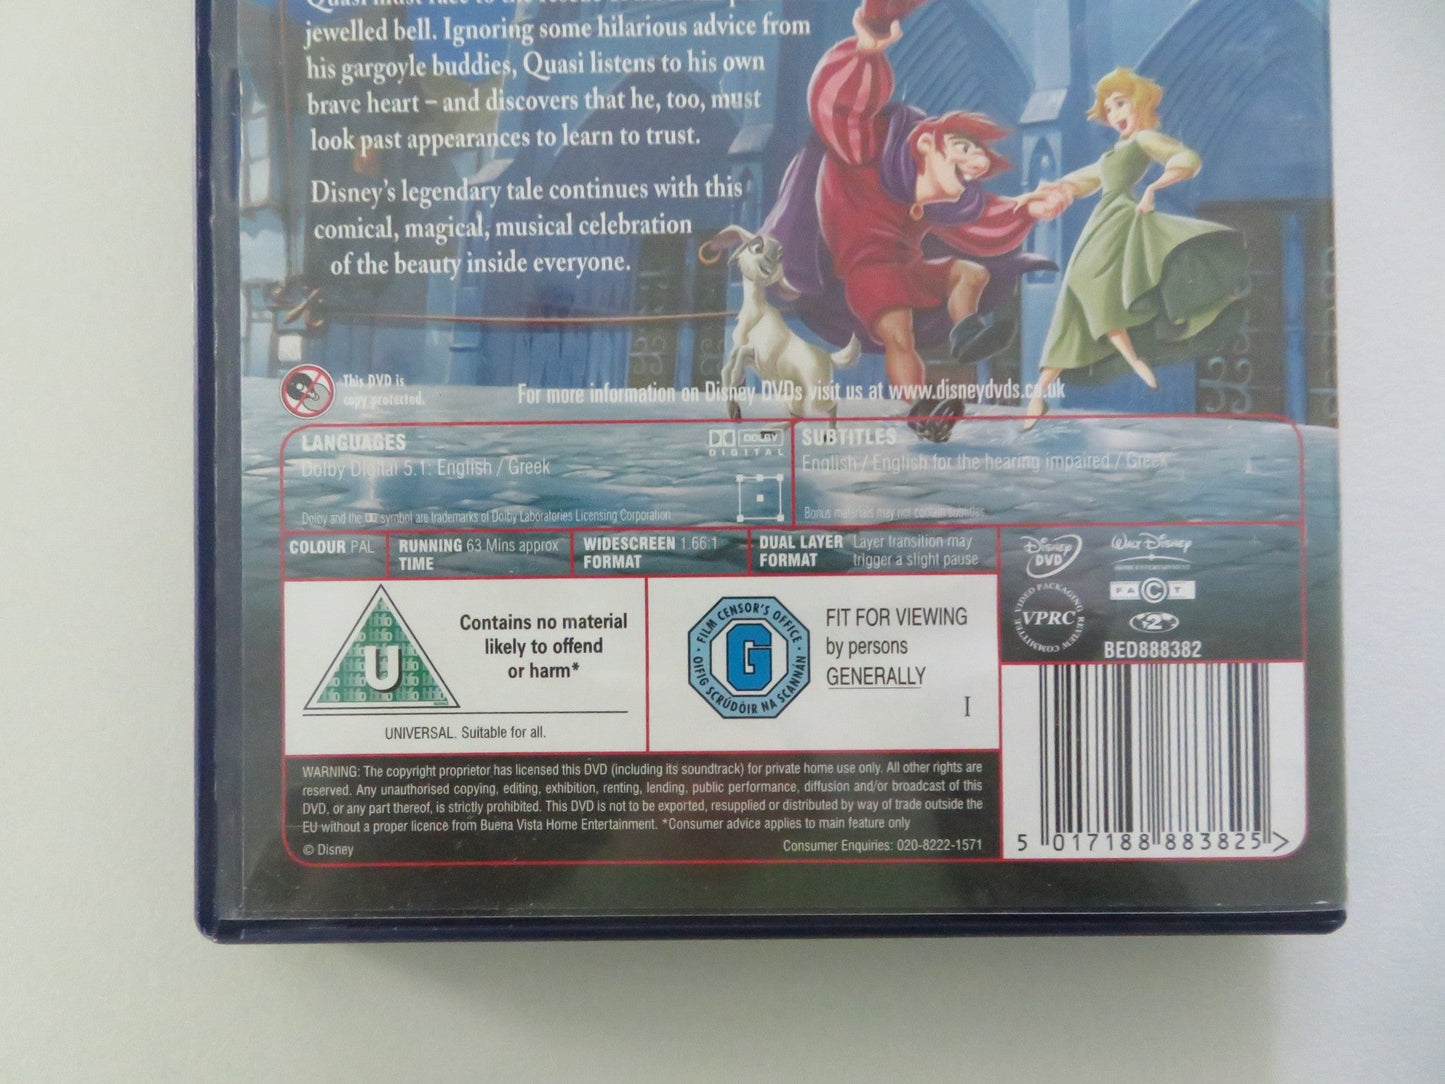 Quasi must race to the rescue
jewelled bell. Ignoring some hilarious advice from
his gargoyle buddies, Quasi listens to his own
brave heart – and discovers that he, too, must
look past appearances to learn to trust.
Disney's legendary tale continues with this
comical, magical, musical celebration
of the beauty inside everyone.
This DVD is
copy protected.
For more information on Disney DVDs visit us at www.disneydvds.co.uk
LANGUAGES
Dolby Digital 5.1: English / Greek
DOLBY
DIGITAL
Dolby and the symbol are trademarks of Dolby Laboratories Licensing Corporation
SUBTITLES
English / English for the hearing impaired / Greek
Bonus materials may not contain subtitles
COLOUR PAL
RUNNING 63 Mins approx
TIME
WIDESCREEN 1.66:1
FORMAT
DUAL LAYER Layer transition may
FORMAT trigger a slight pause
U
Contains no material
likely to offend
or harm*
UNIVERSAL. Suitable for all.
FILM CENSOR'S OFFICE
G
OIFIG SCRÚDÓIR NA SCANNÁN
FIT FOR VIEWING
by persons
GENERALLY
I
Disney
DVD
WALT DISNEY
FACT
VIDEO PACKAGING REVIEW COMMITTEE
VPRC
2
BED888382
5 017188 883825 >
WARNING: The copyright proprietor has licensed this DVD (including its soundtrack) for private home use only. All other rights are
reserved. Any unauthorised copying, editing, exhibition, renting, lending, public performance, diffusion and/or broadcast of this
DVD, or any part thereof, is strictly prohibited. This DVD is not to be exported, resupplied or distributed by way of trade outside the
EU without a proper licence from Buena Vista Home Entertainment. *Consumer advice applies to main feature only
© Disney
Consumer Enquiries: 020-8222-1571